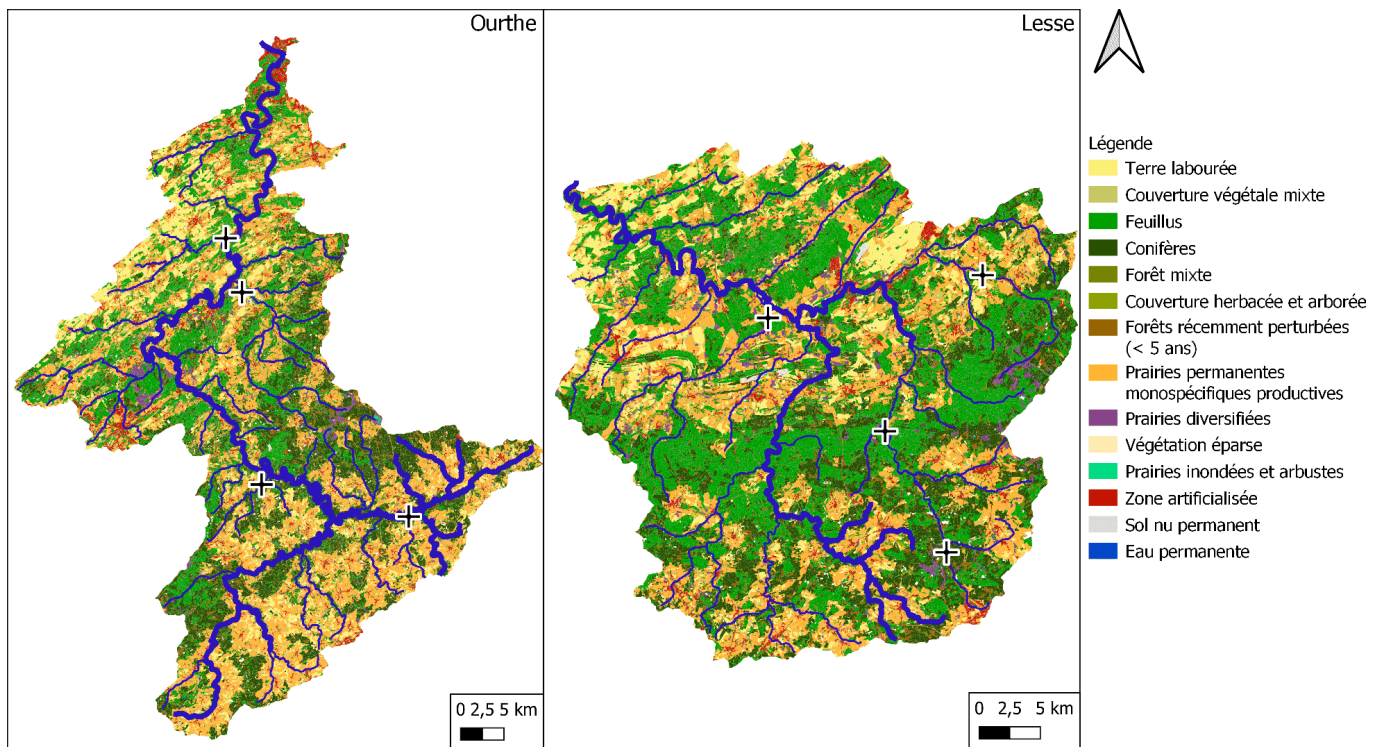 Ourthe
Lesse
Légende
Terre labourée
Couverture végétale mixte
Feuillus
Conifères
Forêt mixte
Couverture herbacée et arborée
Forêts récemment perturbées
(< 5 ans)
Prairies permanentes
monospécifiques productives
Prairies diversifiées
Végétation éparse
Prairies inondées et arbustes
Zone artificialisée
Sol nu permanent
Eau permanente
0 2,5 5 km
0 2,5 5 km